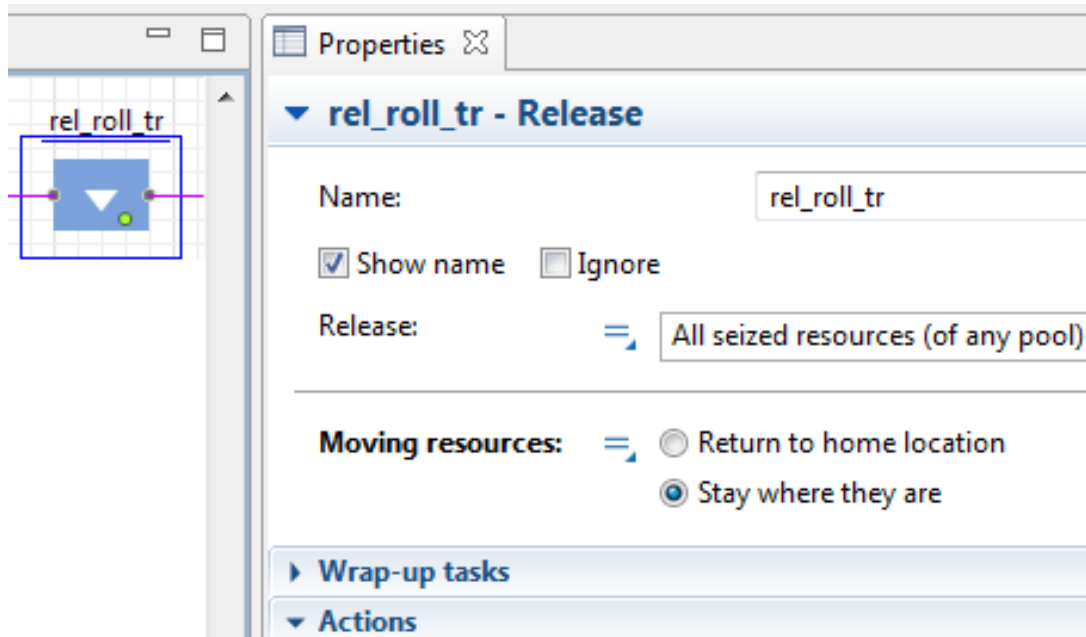 Properties
rel_roll_tr
rel_roll_tr - Release
Name:
rel_roll_tr
Show name
Ignore
Release:
All seized resources (of any pool)
Moving resources:
Return to home location
Stay where they are
Wrap-up tasks
Actions